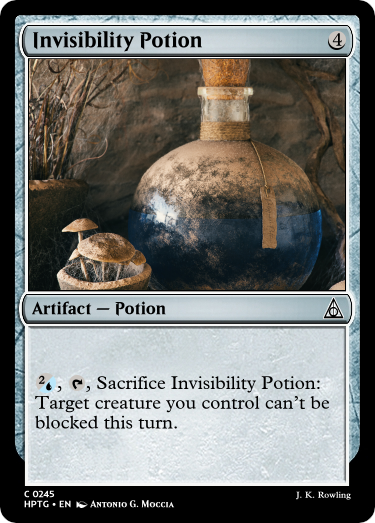 Invisibility Potion 4
Artifact — Potion
2, , Sacrifice Invisibility Potion:
Target creature you control can't be
blocked this turn.
C 0245
J. K. Rowling
HPTG • EN Antonio G. Moccia